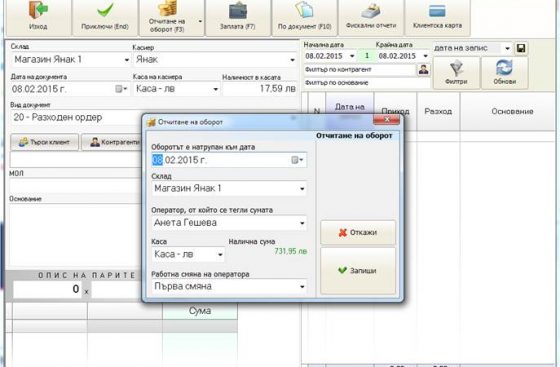 Изход
Приключи (End)
Отчитане на оборот (F3)
Заплата (F7)
По документ (F10)
Фискални отчети
Клиентска карта
Склад
Касиер
Магазин Янак 1
Янак
Дата на документа
Каса на касиера
Наличност в касата
08.02.2015 г.
Каса - лв
17.59 лв
Вид документ
20 - Разходен ордер
Търси клиент
Контрагенти
МОЛ
Основание
ОПИС НА ПАРИТЕ
0 x
Сума
Начална дата
Крайна дата
дата на запис
08.02.2015
1
08.02.2015
Филтър по контрагент
Филтър по основание
Филтри
Обнови
N
Дата на
Приход
Разход
Основание
Отчитане на оборот
Отчитане на оборот
Оборотът е натрупан към дата
08.02.2015 г.
Склад
Магазин Янак 1
Оператор, от който се тегли сумата
Анета Гешева
Каса
Налична сума
Каса - лв
731,95 лв
Работна смяна на оператора
Първа смяна
Откажи
Запиши